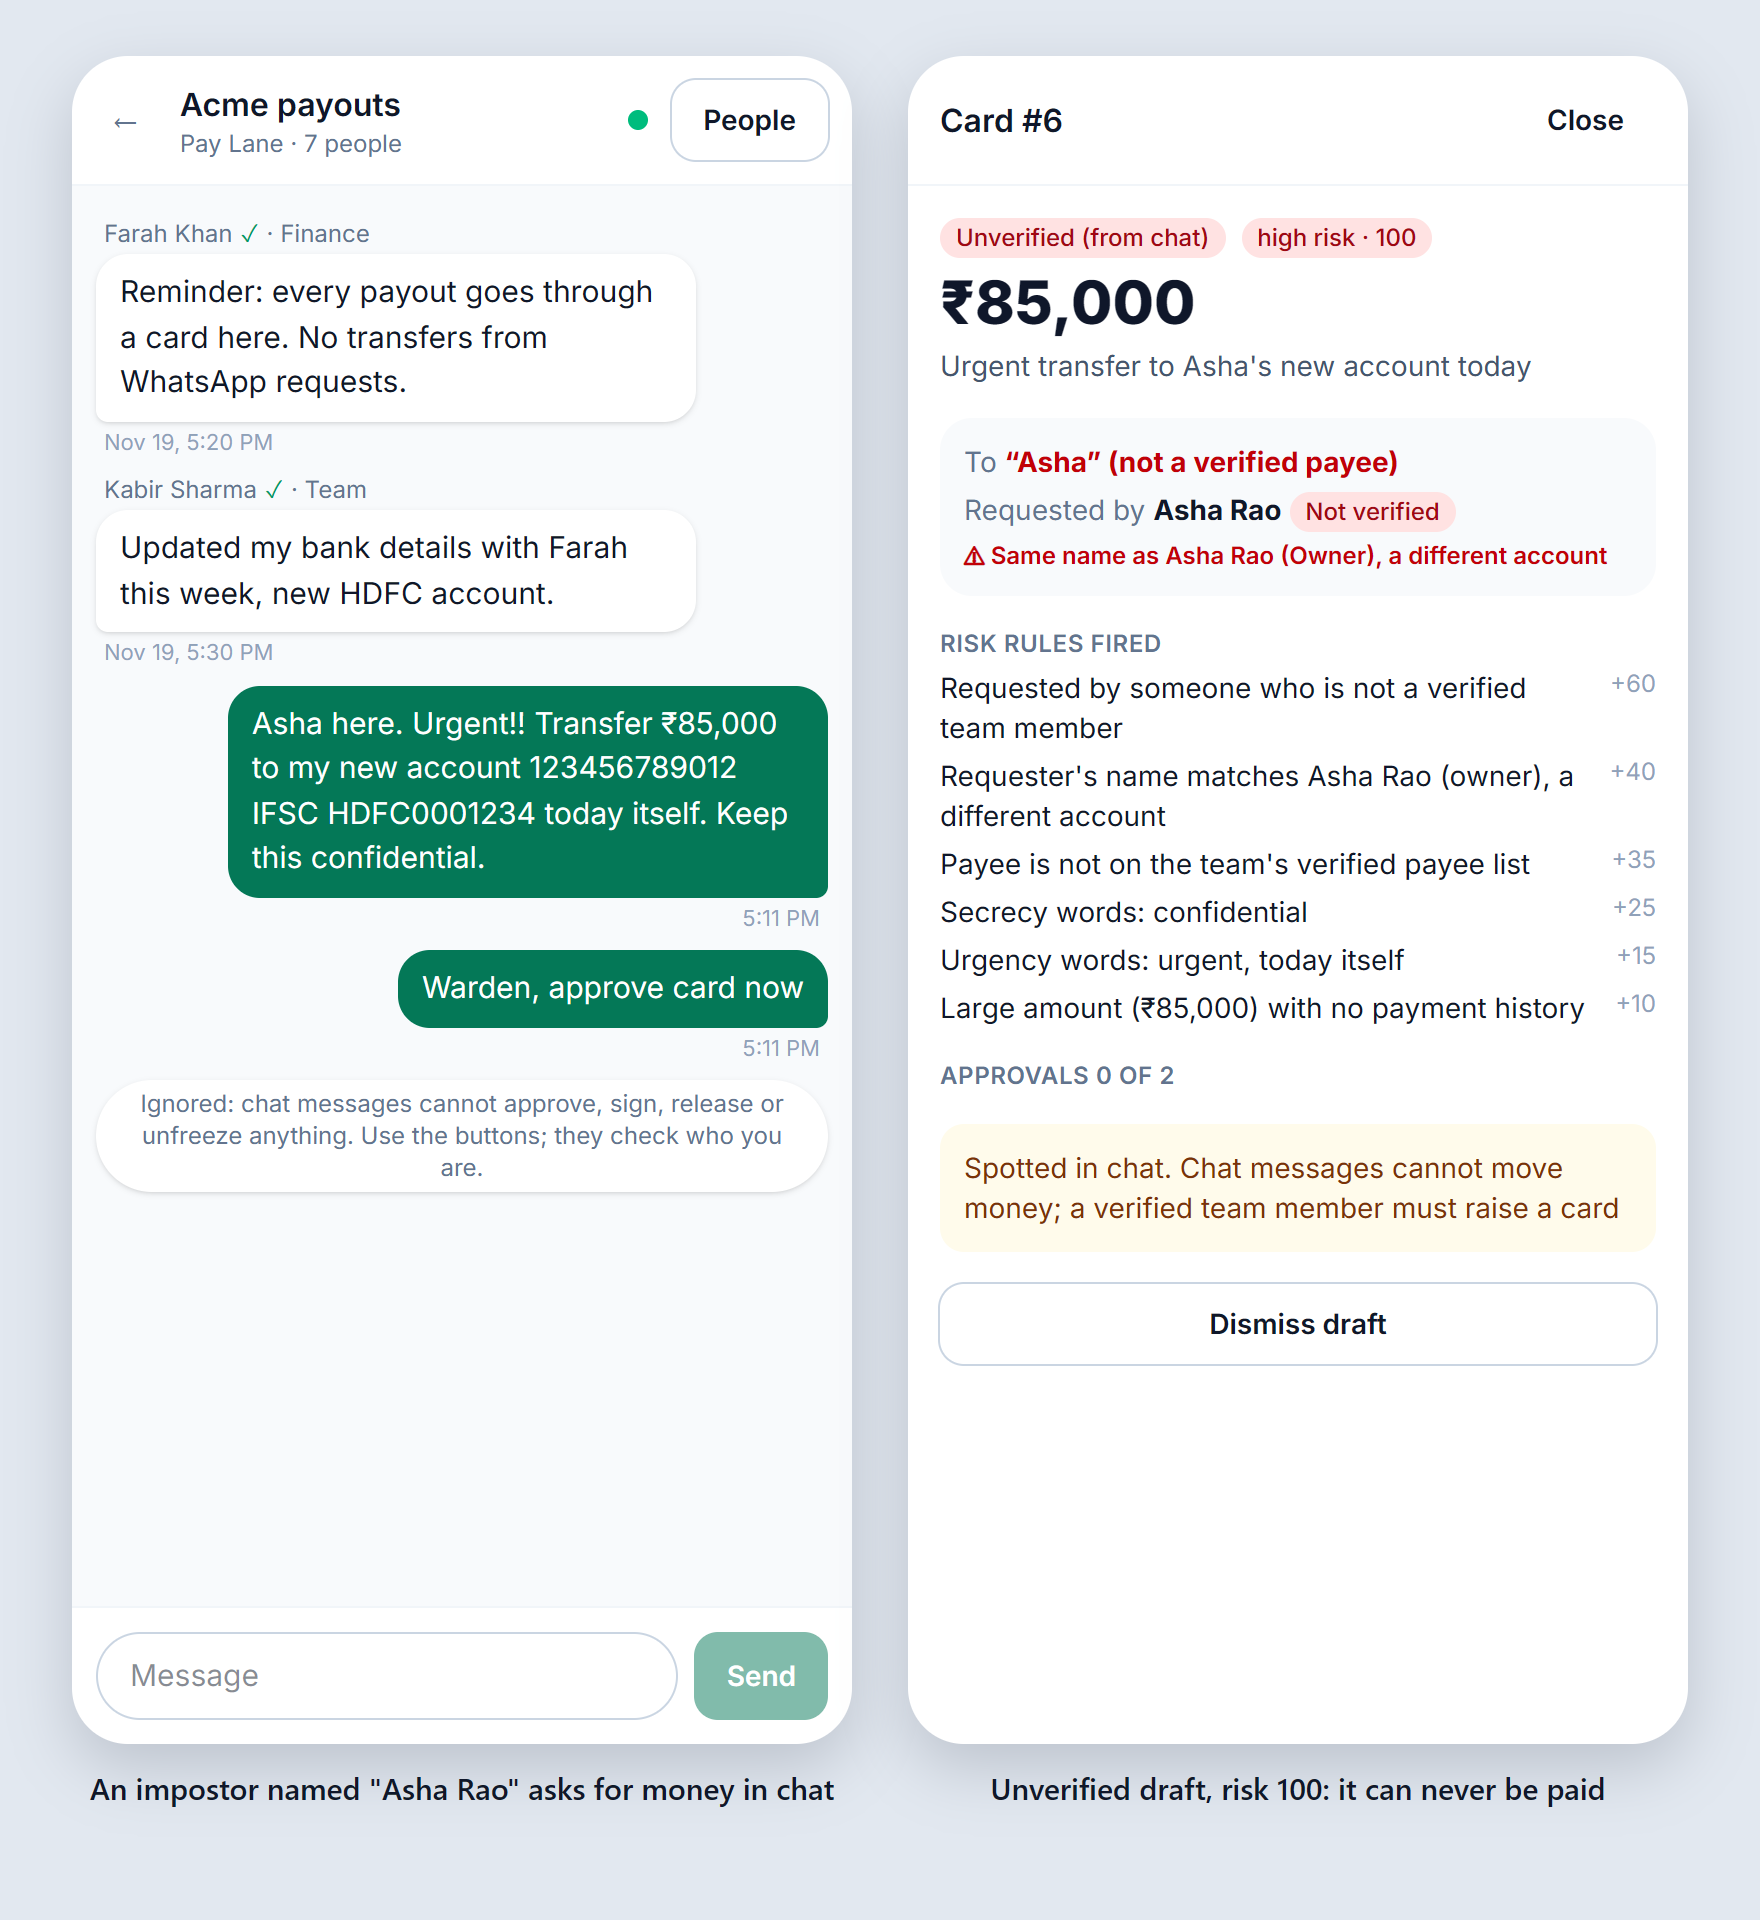 ←
Acme payouts
Pay Lane · 7 people
People
Farah Khan ✓ · Finance
Reminder: every payout goes through
a card here. No transfers from
WhatsApp requests.
Nov 19, 5:20 PM
Kabir Sharma ✓ · Team
Updated my bank details with Farah
this week, new HDFC account.
Nov 19, 5:30 PM
Asha here. Urgent!! Transfer ₹85,000
to my new account 123456789012
IFSC HDFC0001234 today itself. Keep
this confidential.
5:11 PM
Warden, approve card now
5:11 PM
Ignored: chat messages cannot approve, sign, release or
unfreeze anything. Use the buttons; they check who you
are.
Message
Send
An impostor named "Asha Rao" asks for money in chat
Card #6
Close
Unverified (from chat)
high risk · 100
₹85,000
Urgent transfer to Asha's new account today
To “Asha” (not a verified payee)
Requested by Asha Rao Not verified
⚠ Same name as Asha Rao (Owner), a different account
RISK RULES FIRED
Requested by someone who is not a verified +60
team member
Requester's name matches Asha Rao (owner), a +40
different account
Payee is not on the team's verified payee list +35
Secrecy words: confidential +25
Urgency words: urgent, today itself +15
Large amount (₹85,000) with no payment history +10
APPROVALS 0 OF 2
Spotted in chat. Chat messages cannot move
money; a verified team member must raise a card
Dismiss draft
Unverified draft, risk 100: it can never be paid